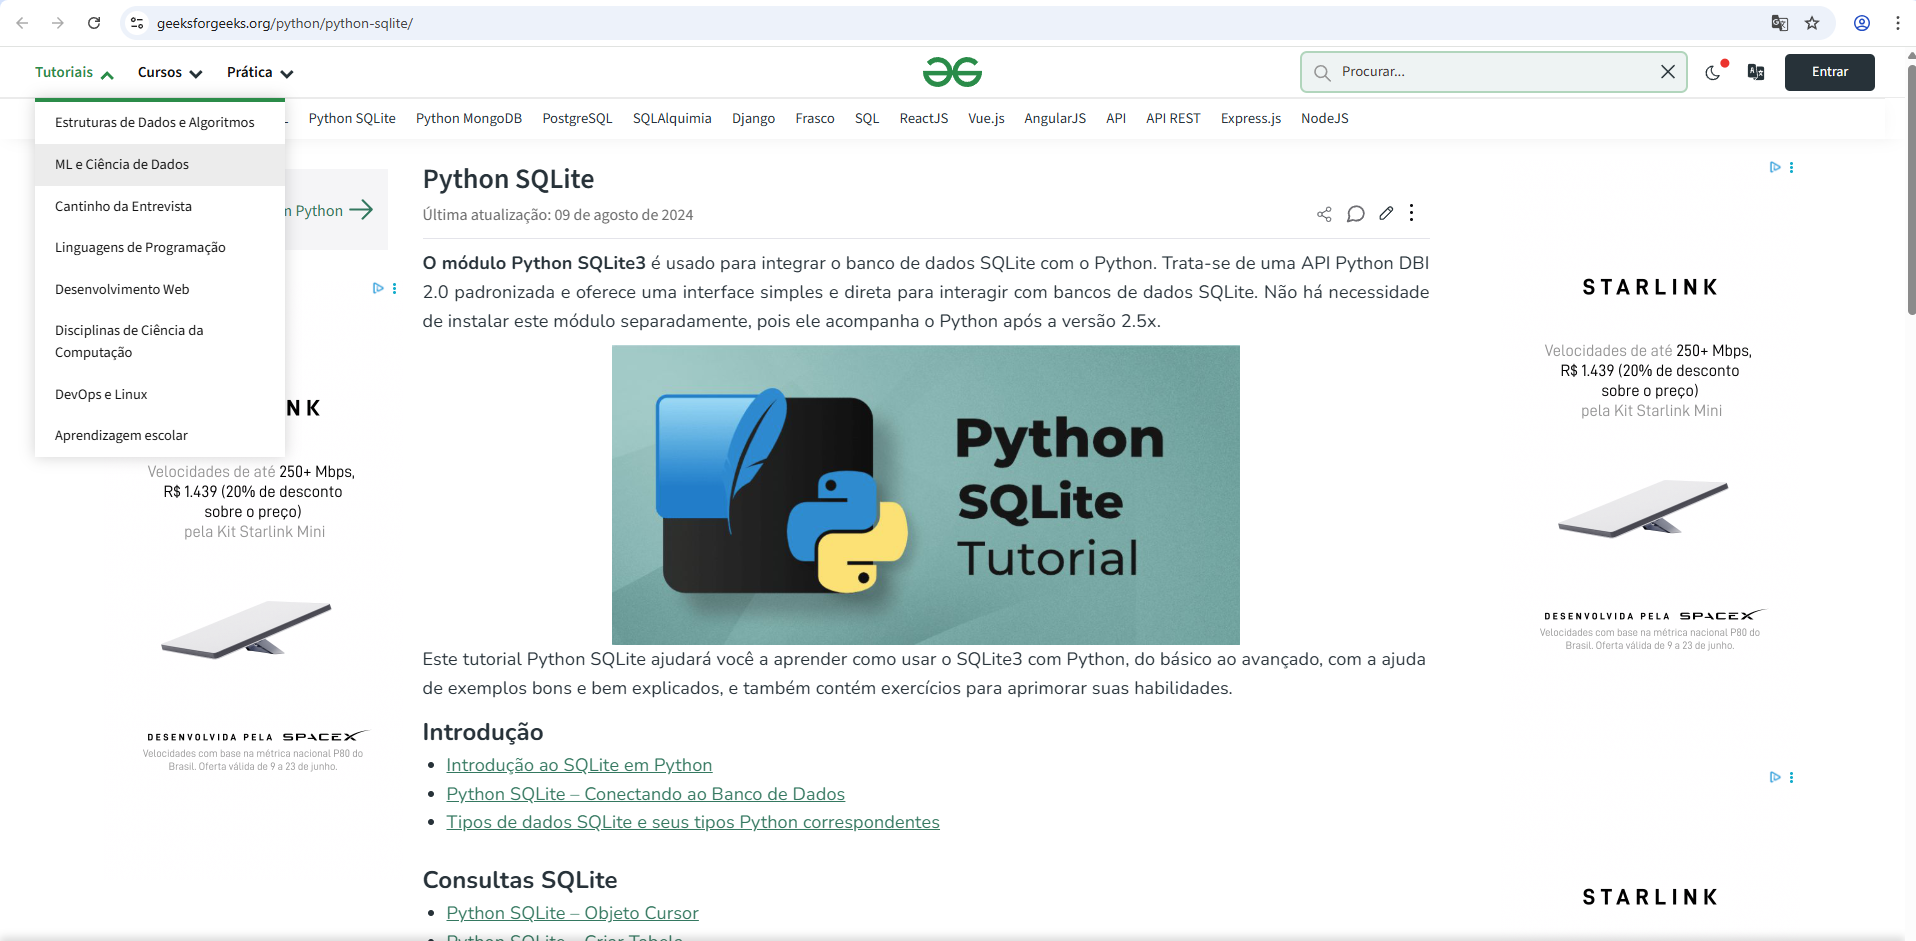 geeksforgeeks.org/python/python-sqlite/
Tutoriais Cursos Prática
Procurar...
Entrar
Python SQLite Python MongoDB PostgreSQL SQLAlquimia Django Frasco SQL ReactJS Vue.js AngularJS API API REST Express.js NodeJS
Estruturas de Dados e Algoritmos
ML e Ciência de Dados
Cantinho da Entrevista
Linguagens de Programação
Desenvolvimento Web
Disciplinas de Ciência da
Computação
DevOps e Linux
Aprendizagem escolar
Python
NK
Velocidades de até 250+ Mbps,
R$ 1.439 (20% de desconto
sobre o preço)
pela Kit Starlink Mini
DESENVOLVIDA PELA SPACEX
Velocidades com base na métrica nacional P80 do
Brasil. Oferta válida de 9 a 23 de junho.
Python SQLite
Última atualização: 09 de agosto de 2024
O módulo Python SQLite3 é usado para integrar o banco de dados SQLite com o Python. Trata-se de uma API Python DBI
2.0 padronizada e oferece uma interface simples e direta para interagir com bancos de dados SQLite. Não há necessidade
de instalar este módulo separadamente, pois ele acompanha o Python após a versão 2.5x.
Python
SQLite
Tutorial
Este tutorial Python SQLite ajudará você a aprender como usar o SQLite3 com Python, do básico ao avançado, com a ajuda
de exemplos bons e bem explicados, e também contém exercícios para aprimorar suas habilidades.
Introdução
Introdução ao SQLite em Python
Python SQLite – Conectando ao Banco de Dados
Tipos de dados SQLite e seus tipos Python correspondentes
Consultas SQLite
Python SQLite – Objeto Cursor
Python SQLite – Criar Tabela
STARLINK
Velocidades de até 250+ Mbps,
R$ 1.439 (20% de desconto
sobre o preço)
pela Kit Starlink Mini
DESENVOLVIDA PELA SPACEX
Velocidades com base na métrica nacional P80 do
Brasil. Oferta válida de 9 a 23 de junho.
STARLINK